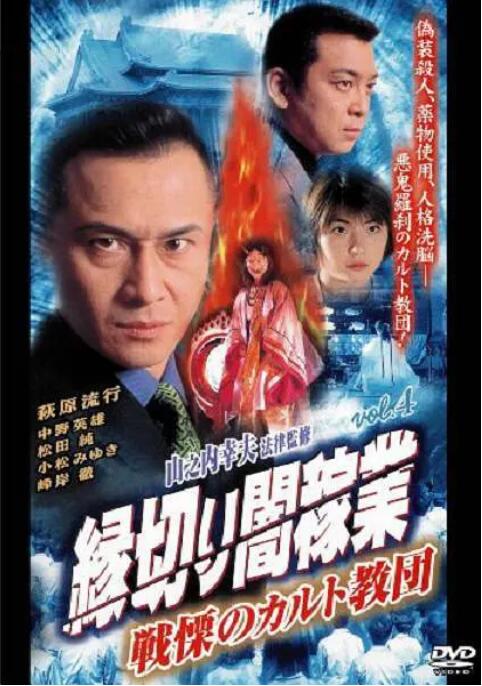 偽装殺人、薬物使用、人格洗脳―
悪鬼羅刹のカルト教団!
萩原流行
中野英雄
松田 純
小松みゆき
峰岸 徹
vol.4
山之内幸夫 法律監修
縁切り闇稼業
戦慄のカルト教団
DVD
VIDEO